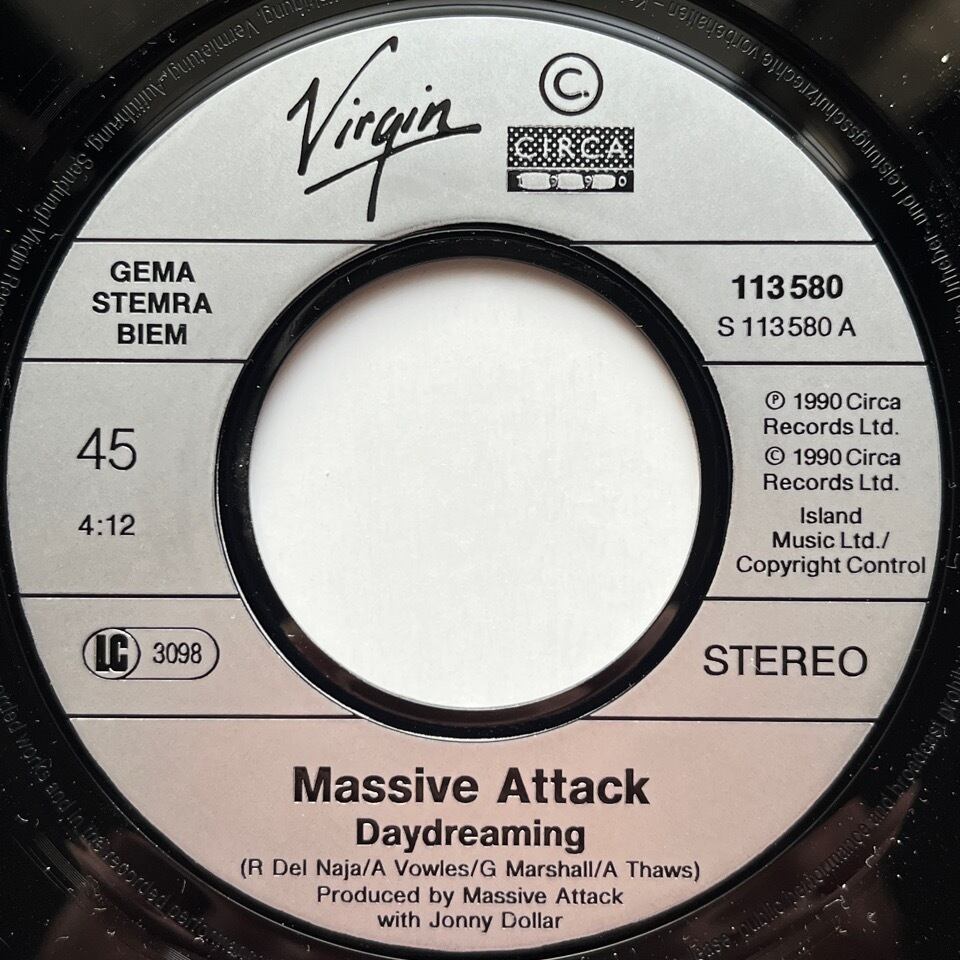 Virgin
C.
CIRCA
1990
GEMA
STEMRA
BIEM
113 580
S 113 580 A
45
4:12
℗ 1990 Circa
Records Ltd.
© 1990 Circa
Records Ltd.
Island
Music Ltd./
Copyright Control
LC 3098
STEREO
Massive Attack
Daydreaming
(R Del Naja/A Vowles/G Marshall/A Thaws)
Produced by Massive Attack
with Jonny Dollar